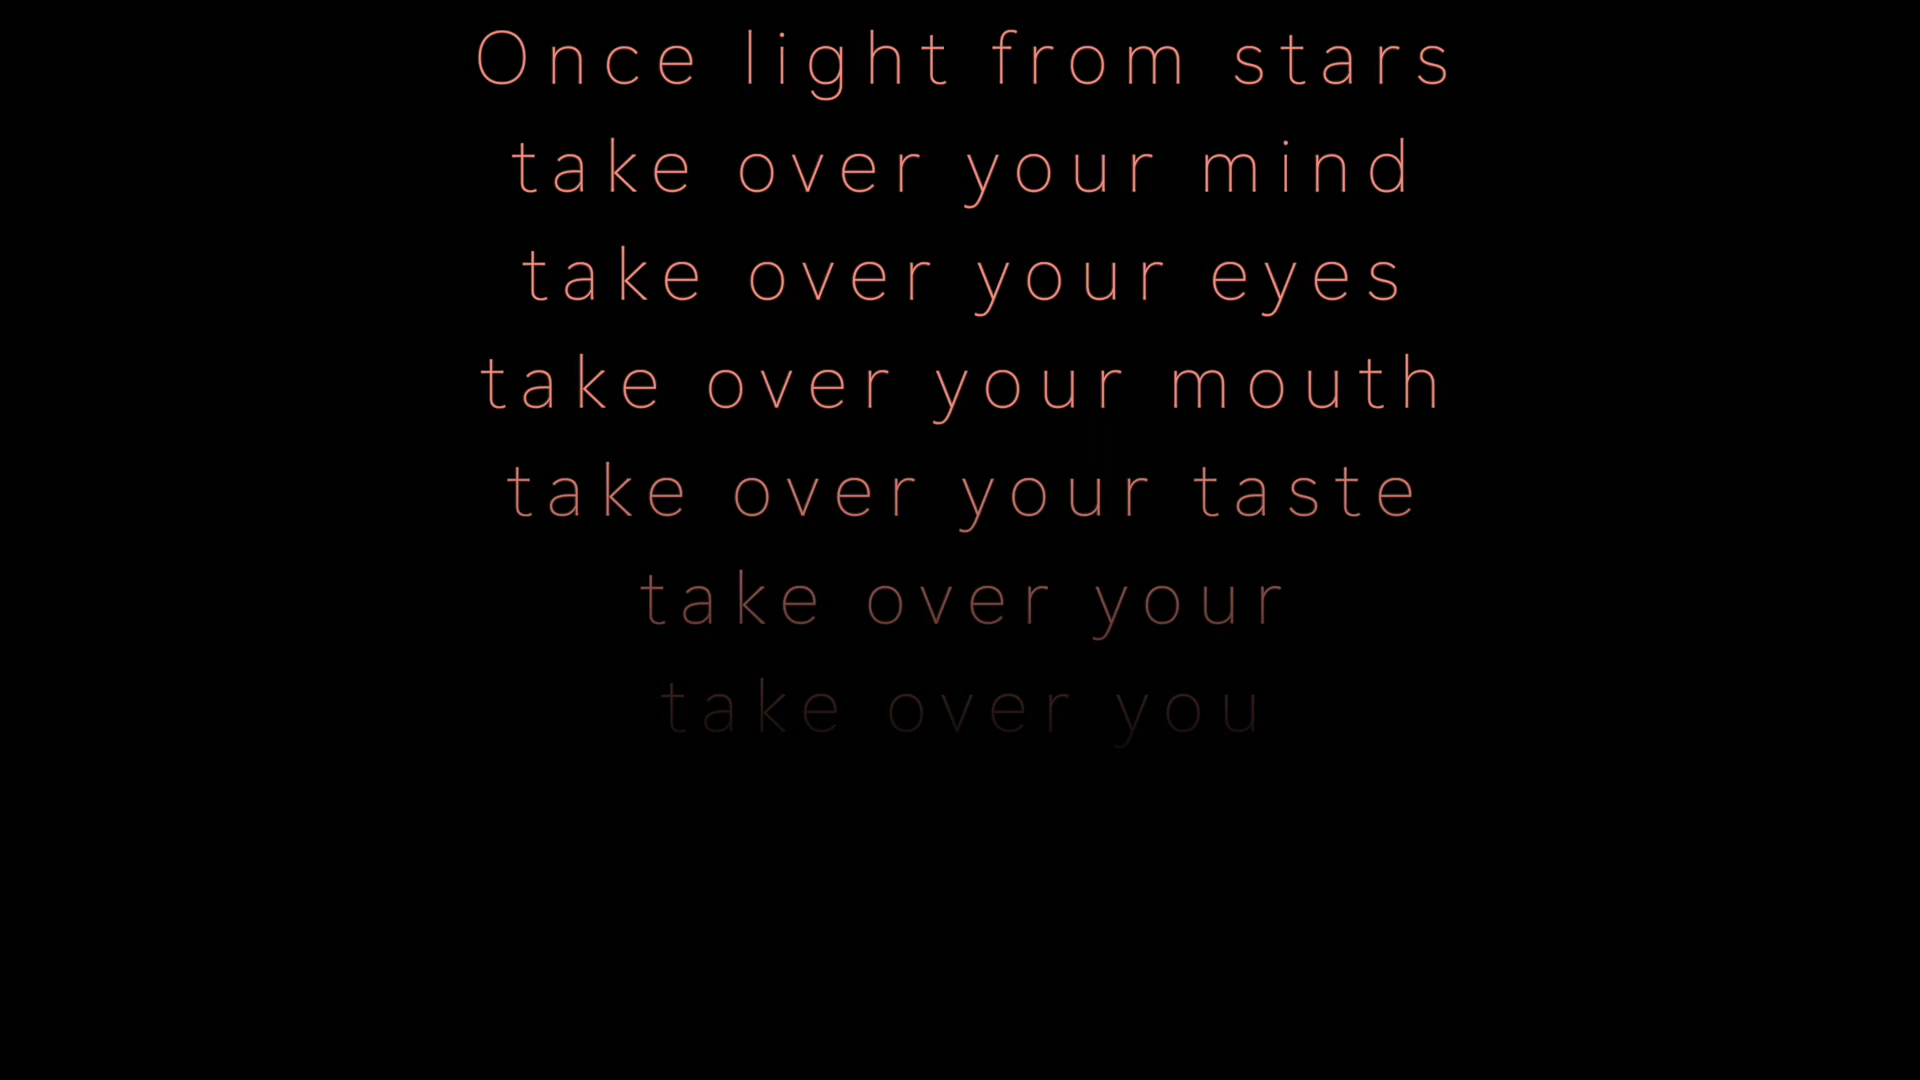 Once light from stars
take over your mind
take over your eyes
take over your mouth
take over your taste
take over your
take over you